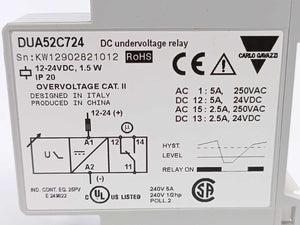 DUA52C724
DC undervoltage relay
Sn:KW12902821012
RoHS
CARLO GAVAZZI
12-24VDC, 1.5 W
IP 20
OVERVOLTAGE CAT. II
DESIGNED IN ITALY
PRODUCED IN CHINA
AC 1 : 5A, 250VAC
DC 12: 5A, 24VDC
AC 15: 2.5A, 250VAC
DC 13: 2.5A, 24VDC
12-24 (+)
A1 12 14
U
A2 11
(-)
HYST.
LEVEL
RELAY ON
IND. CONT. EQ. 25PV
C UL US LISTED
240V 5A
240V 1/2hp
POLL.2